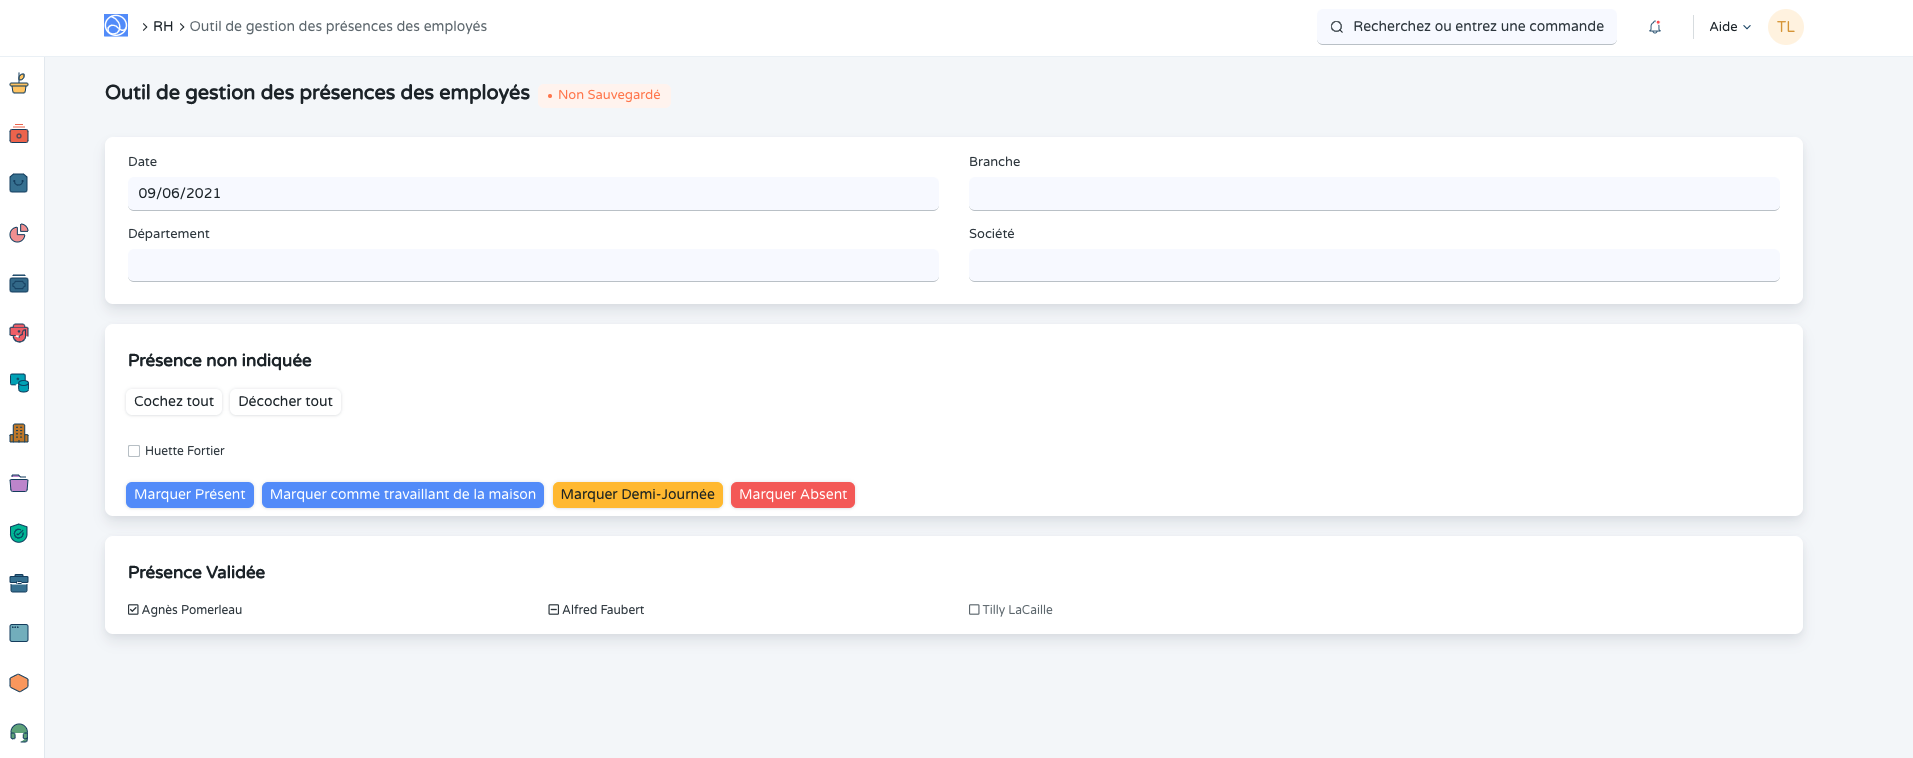 RH
Outil de gestion des présences des employés
Recherchez ou entrez une commande
Aide
TL
Outil de gestion des présences des employés
Non Sauvegardé
Date
Branche
09/06/2021
Département
Société
Présence non indiquée
Cochez tout
Décocher tout
Huette Fortier
Marquer Présent
Marquer comme travaillant de la maison
Marquer Demi-Journée
Marquer Absent
Présence Validée
Agnès Pomerleau
Alfred Faubert
Tilly LaCaille